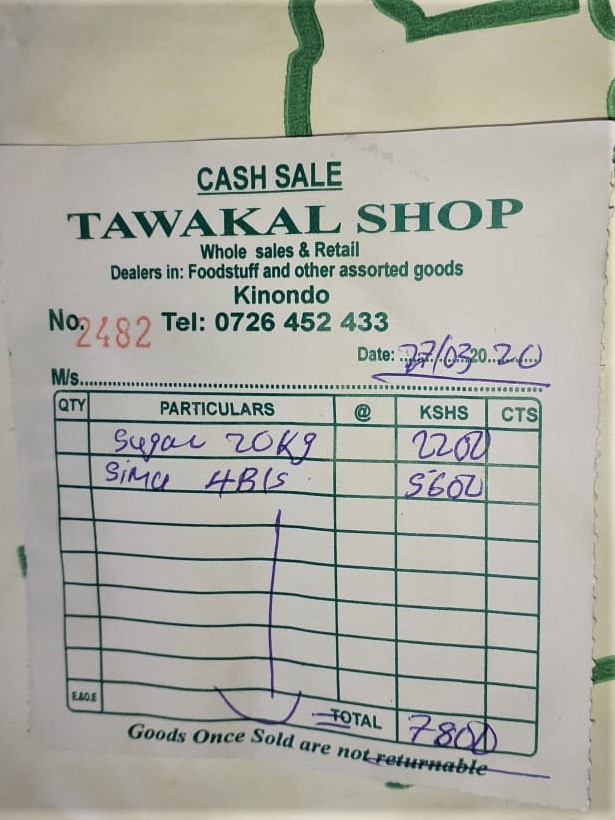 CASH SALE
TAWAKAL SHOP
Whole sales & Retail
Dealers in: Foodstuff and other assorted goods
Kinondo
No. 2482 Tel: 0726 452 433
Date: 27/03 20 20
M/s
QTY PARTICULARS @ KSHS CTS
Sugar 20Kg 2200
Sima 4Bls 5600
E&O.E TOTAL 7800
Goods Once Sold are not returnable